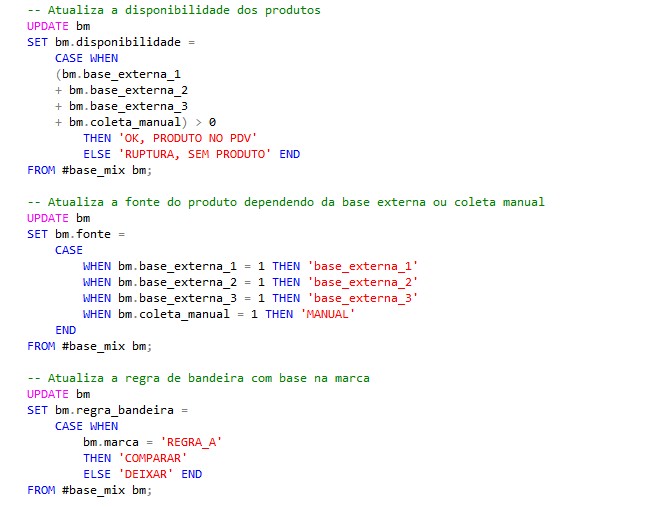 -- Atualiza a disponibilidade dos produtos
UPDATE bm
SET bm.disponibilidade =
    CASE WHEN
    (bm.base_externa_1
    + bm.base_externa_2
    + bm.base_externa_3
    + bm.coleta_manual) > 0
        THEN 'OK, PRODUTO NO PDV'
        ELSE 'RUPTURA, SEM PRODUTO' END
FROM #base_mix bm;
-- Atualiza a fonte do produto dependendo da base externa ou coleta manual
UPDATE bm
SET bm.fonte =
    CASE
        WHEN bm.base_externa_1 = 1 THEN 'base_externa_1'
        WHEN bm.base_externa_2 = 1 THEN 'base_externa_2'
        WHEN bm.base_externa_3 = 1 THEN 'base_externa_3'
        WHEN bm.coleta_manual = 1 THEN 'MANUAL'
    END
FROM #base_mix bm;
-- Atualiza a regra de bandeira com base na marca
UPDATE bm
SET bm.regra_bandeira =
    CASE WHEN
        bm.marca = 'REGRA_A'
        THEN 'COMPARAR'
        ELSE 'DEIXAR' END
FROM #base_mix bm;